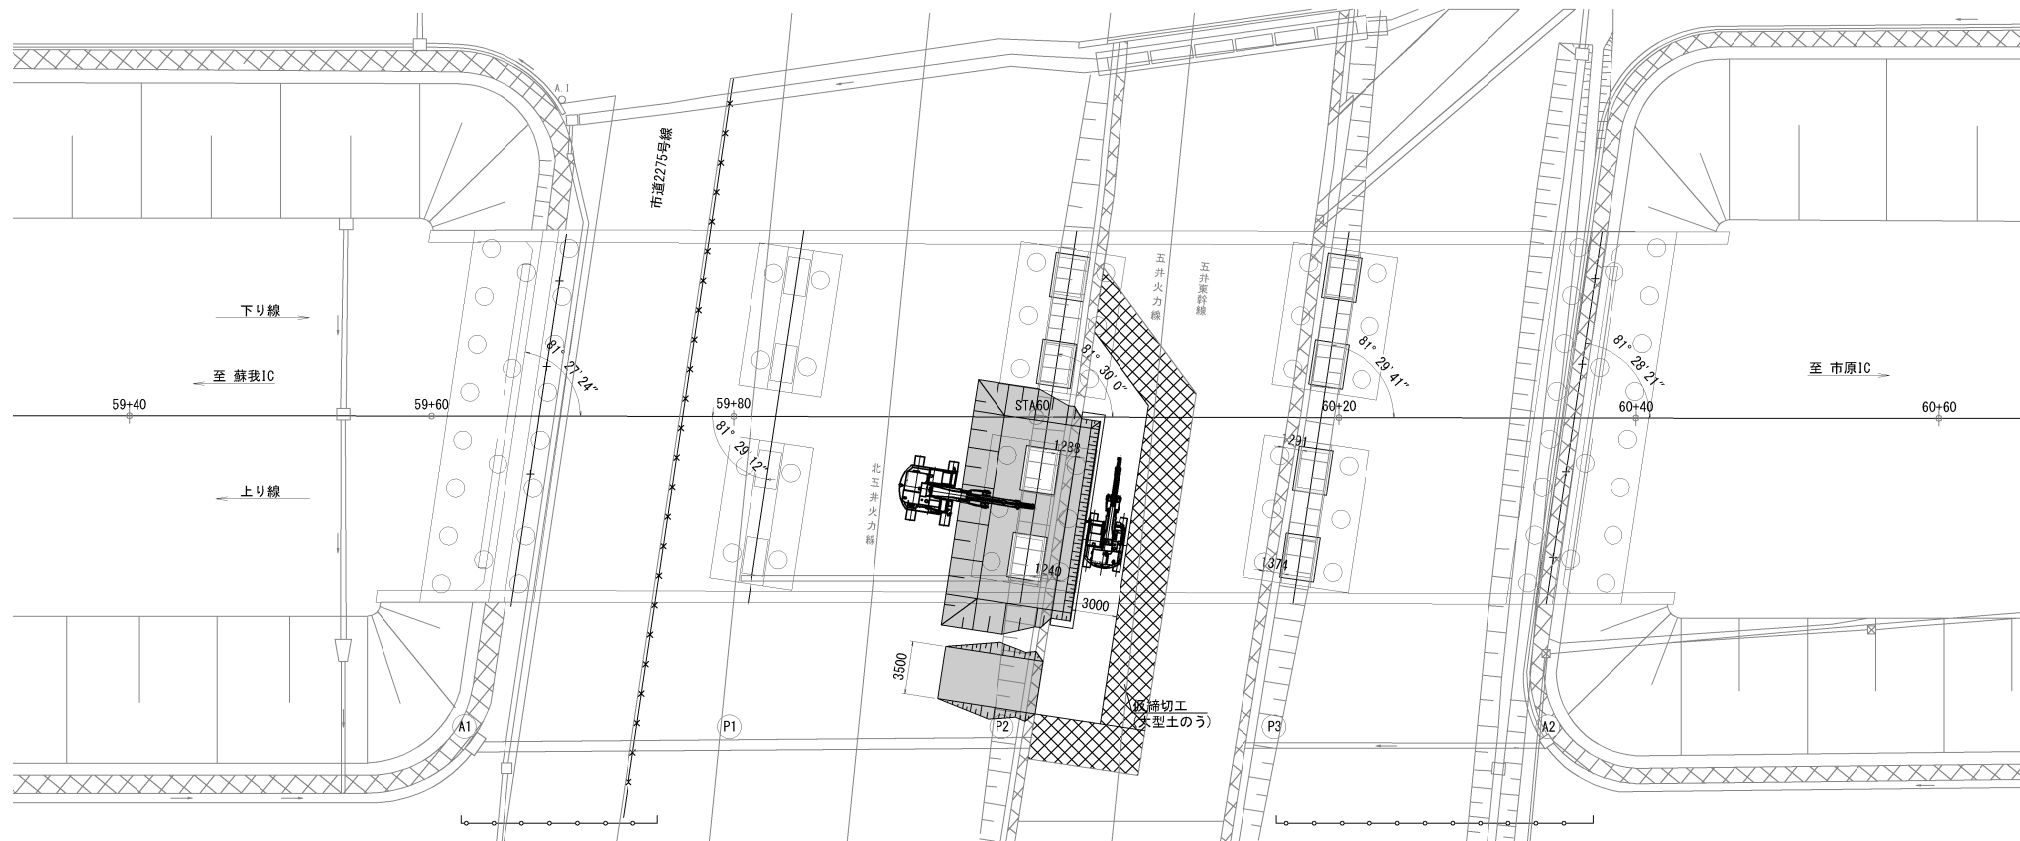 A.I
市道2275号線
五井火力線
五井東幹線
下り線
至 蘇我IC
81° 27' 24"
81° 30' 0"
81° 29' 41"
81° 28' 21"
至 市原IC
59+40
59+60
59+80
STA60
60+20
60+40
60+60
81° 29' 12"
北五井火力線
上り線
1288
1291
1240
1374
3000
3500
仮締切工
(大型土のう)
A1
P1
P2
P3
A2